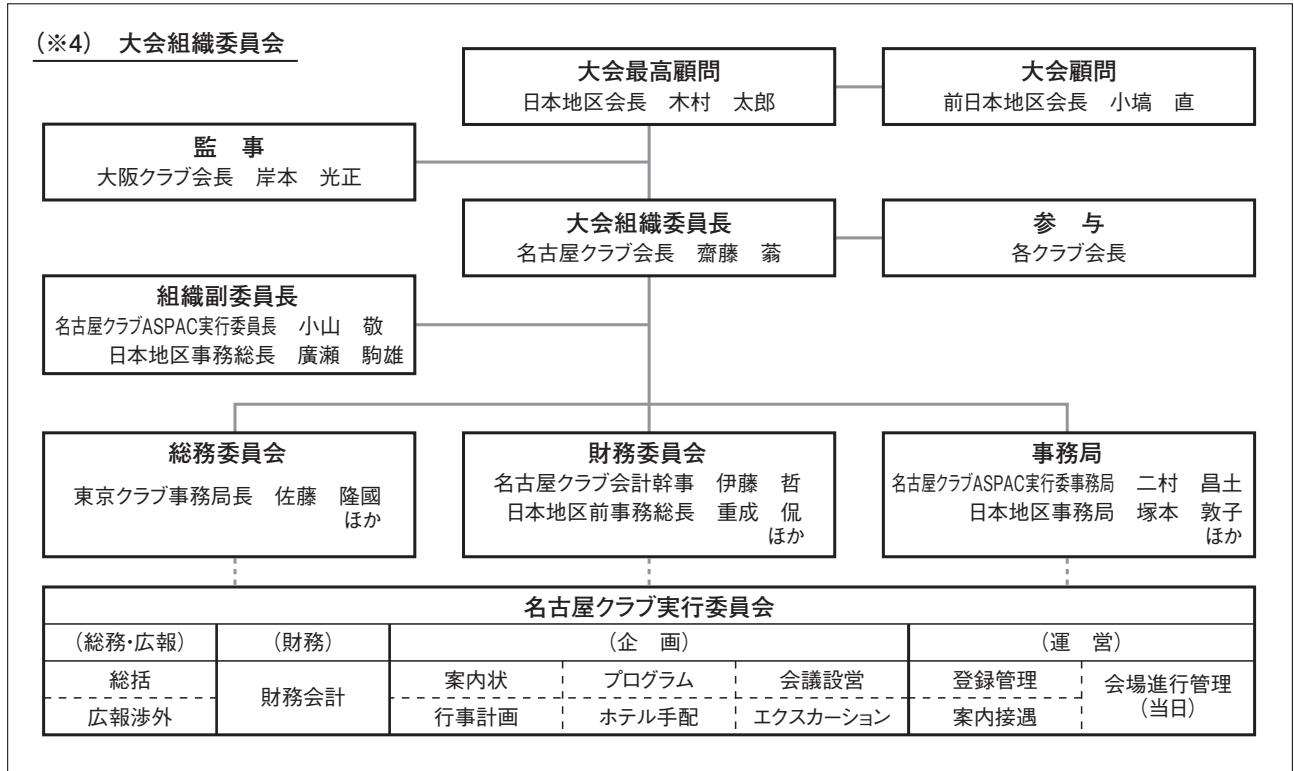 (※4) 大会組織委員会
大会最高顧問
日本地区会長 木村 太郎
大会顧問
前日本地区会長 小塙 直
監 事
大阪クラブ会長 岸本 光正
大会組織委員長
名古屋クラブ会長 齋藤 蓊
参 与
各クラブ会長
組織副委員長
名古屋クラブASPAC実行委員長 小山 敬
日本地区事務総長 廣瀬 駒雄
総務委員会
東京クラブ事務局長 佐藤 隆國
ほか
財務委員会
名古屋クラブ会計幹事 伊藤 哲
日本地区前事務総長 重成 侃
ほか
事務局
名古屋クラブASPAC実行委事務局 二村 昌士
日本地区事務局 塚本 敦子
ほか
名古屋クラブ実行委員会
(総務・広報) (財務) (企 画) (運 営)
総括
広報渉外
財務会計
案内状 プログラム 会議設営
行事計画 ホテル手配 エクスカーション
登録管理
案内接遇
会場進行管理
(当日)